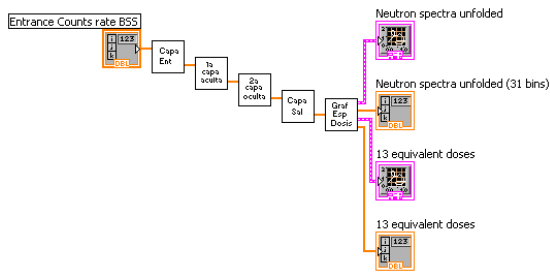 Neutron spectra unfolded
Entrance Counts rate BSS
123
DBL
Capa
Ent
1a
capa
aculta
2a
capa
oculta
Capa
Sal
Graf
Esp
Dosis
Neutron spectra unfolded (31 bins)
123
DBL
13 equivalent doses
13 equivalent doses
123
DBL